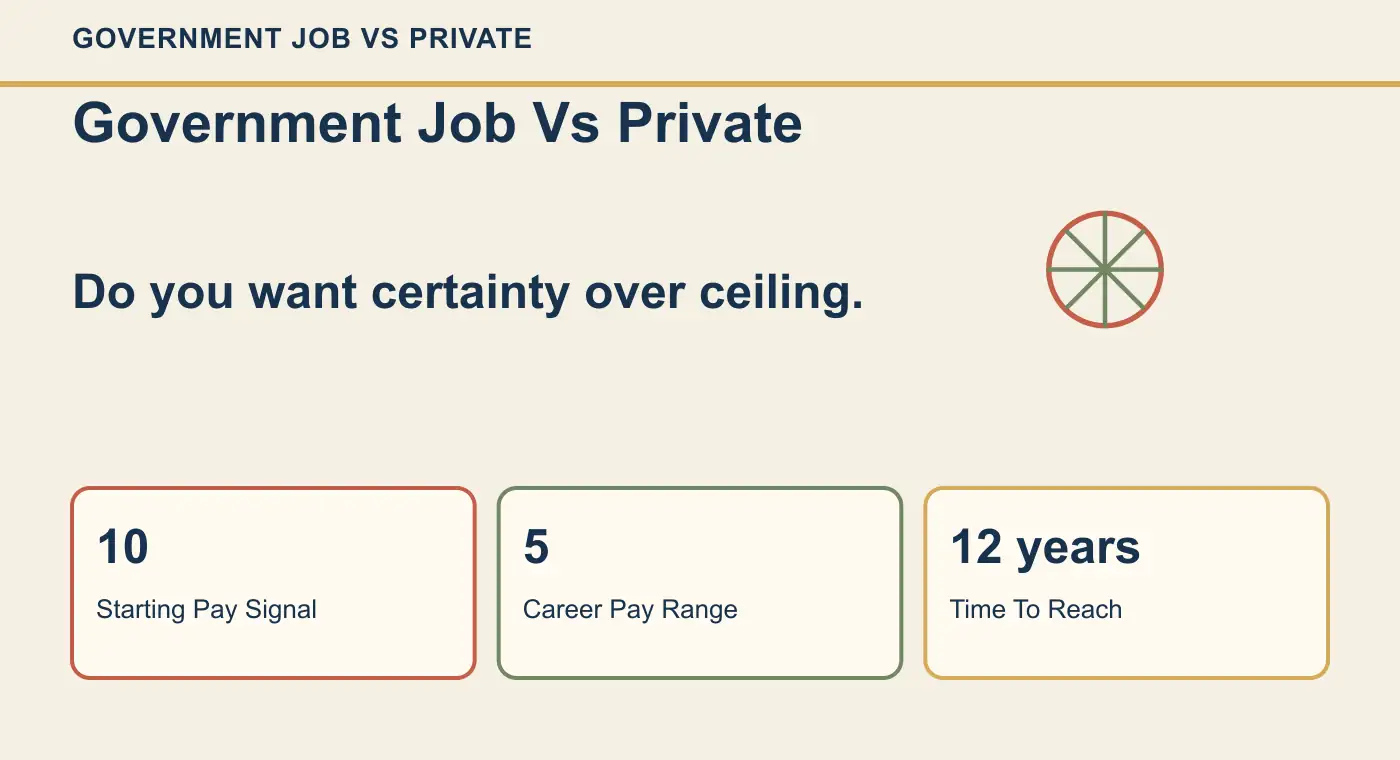 GOVERNMENT JOB VS PRIVATE
Government Job Vs Private
Do you want certainty over ceiling.
10
Starting Pay Signal
5
Career Pay Range
12 years
Time To Reach